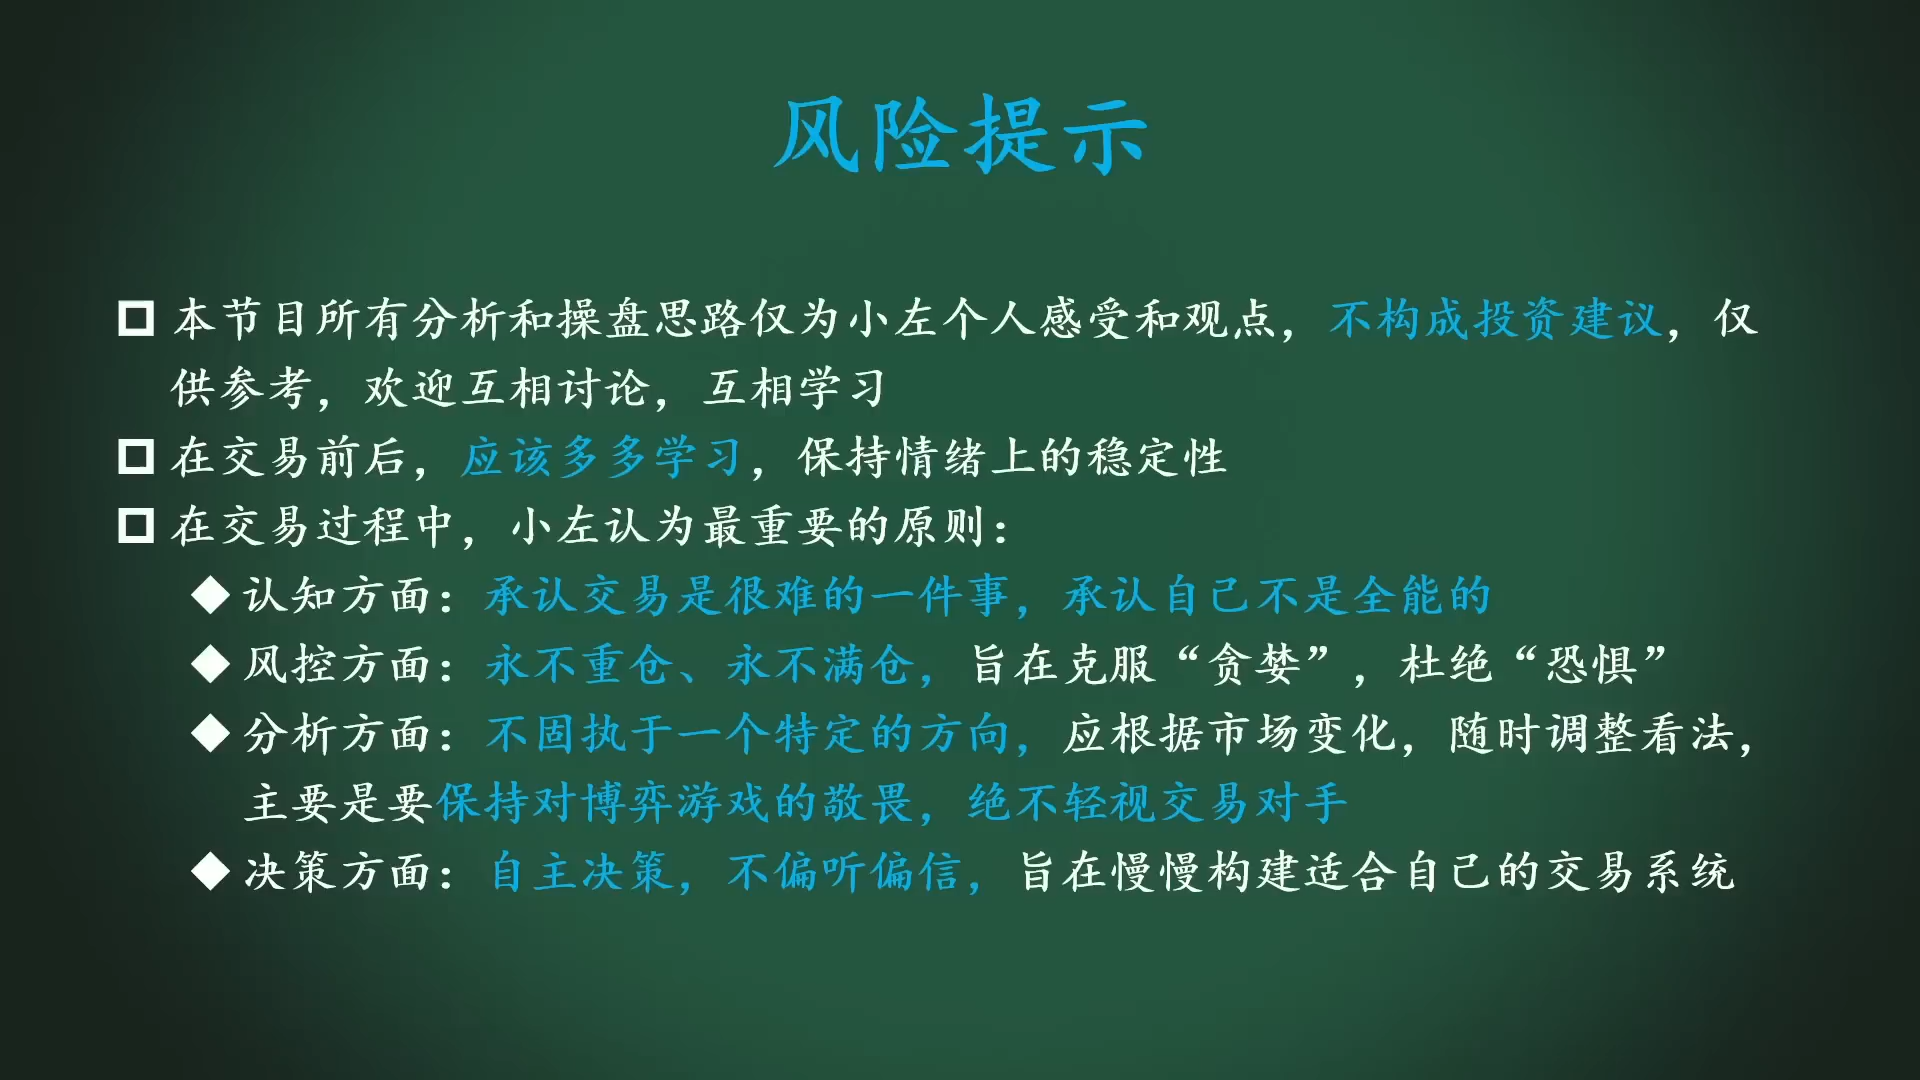 风险提示
本节目所有分析和操盘思路仅为小左个人感受和观点，不构成投资建议，仅
供参考，欢迎互相讨论，互相学习
在交易前后，应该多多学习，保持情绪上的稳定性
在交易过程中，小左认为最重要的原则：
认知方面：承认交易是很难的一件事，承认自己不是全能的
风控方面：永不重仓、永不满仓，旨在克服“贪婪”，杜绝“恐惧”
分析方面：不固执于一个特定的方向，应根据市场变化，随时调整看法，
主要是要保持对博弈游戏的敬畏，绝不轻视交易对手
决策方面：自主决策，不偏听偏信，旨在慢慢构建适合自己的交易系统